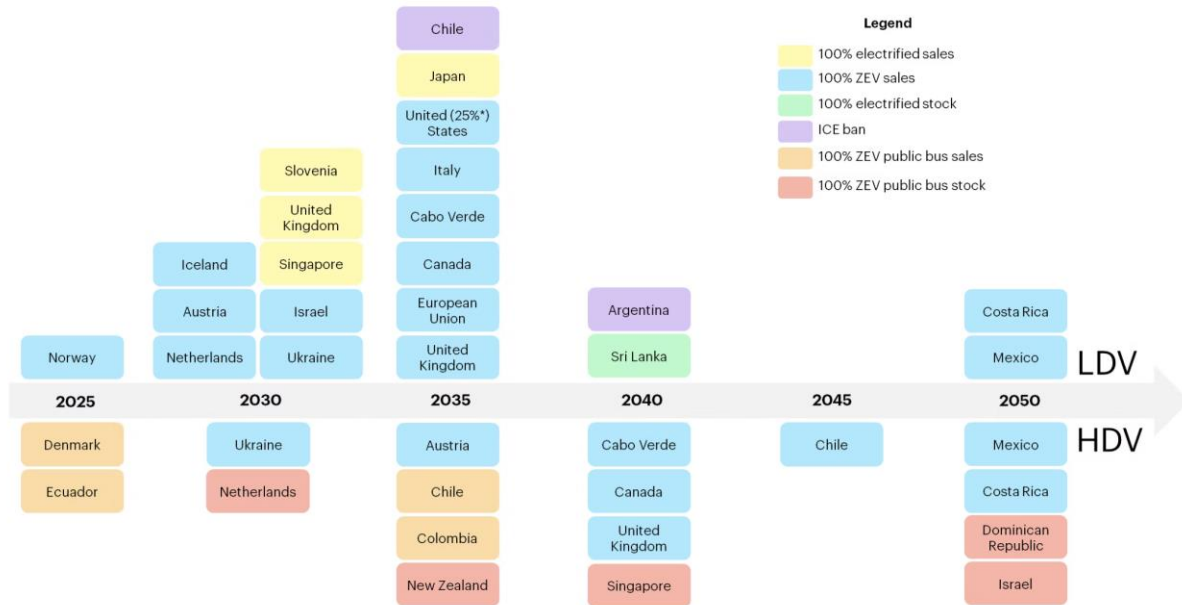 Legend
100% electrified sales
100% ZEV sales
100% electrified stock
ICE ban
100% ZEV public bus sales
100% ZEV public bus stock
Chile
Japan
United (25%*)
States
Italy
Cabo Verde
Canada
European
Union
United
Kingdom
Slovenia
United
Kingdom
Singapore
Israel
Ukraine
Iceland
Austria
Netherlands
Norway
Argentina
Sri Lanka
Costa Rica
Mexico
LDV
2025
2030
2035
2040
2045
2050
HDV
Denmark
Ecuador
Ukraine
Netherlands
Austria
Chile
Colombia
New Zealand
Cabo Verde
Canada
United
Kingdom
Singapore
Chile
Mexico
Costa Rica
Dominican
Republic
Israel